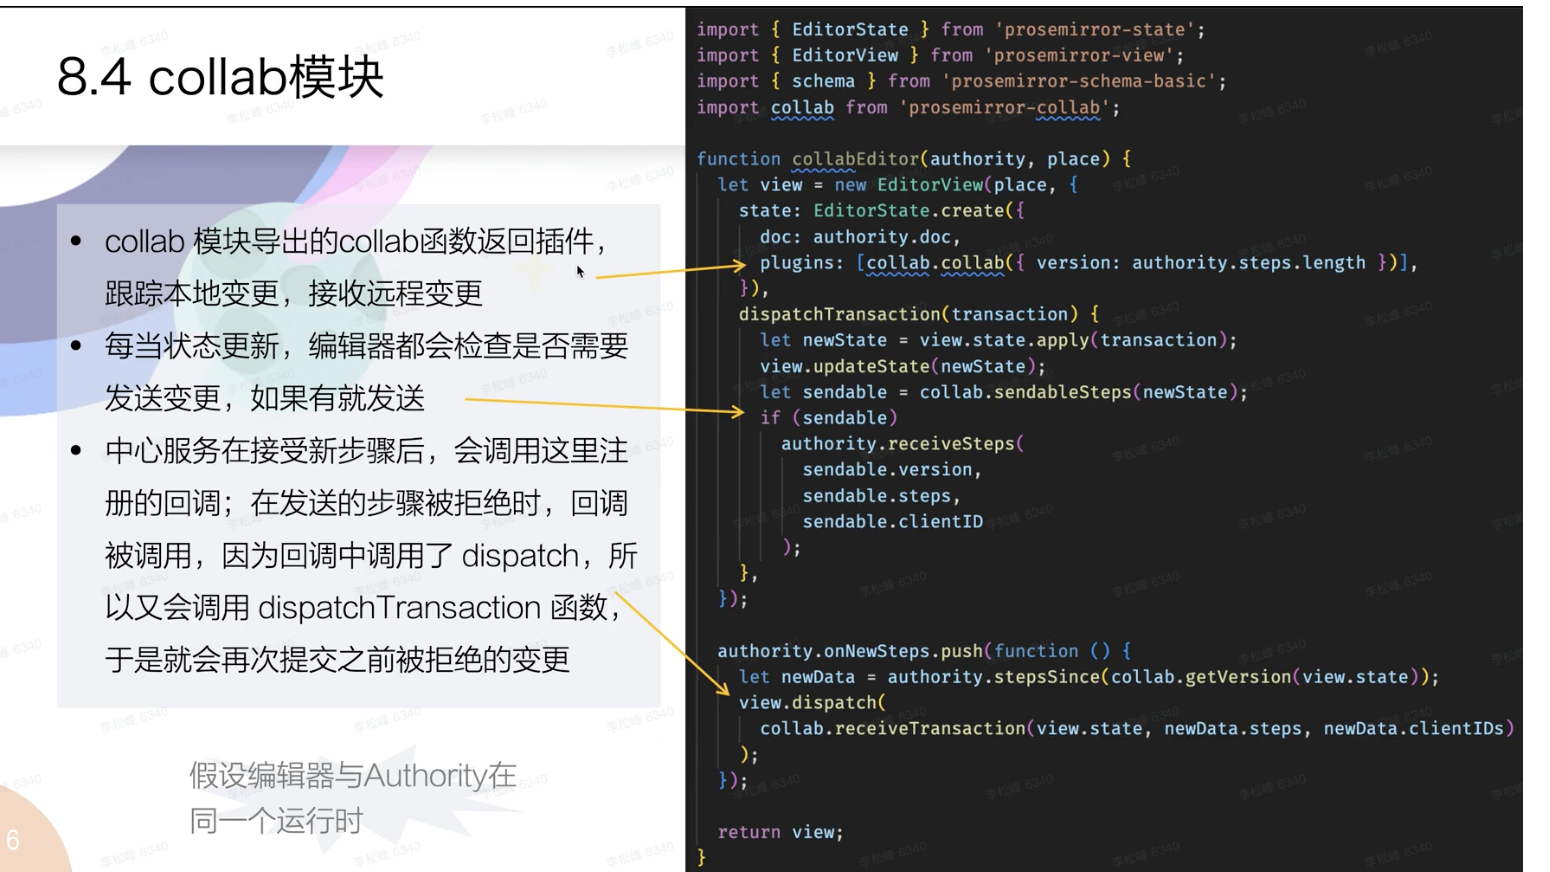 8.4 collab模块
• collab 模块导出的collab函数返回插件，
跟踪本地变更，接收远程变更
• 每当状态更新，编辑器都会检查是否需要
发送变更，如果有就发送
• 中心服务在接受新步骤后，会调用这里注
册的回调；在发送的步骤被拒绝时，回调
被调用，因为回调中调用了 dispatch，所
以又会调用 dispatchTransaction 函数，
于是就会再次提交之前被拒绝的变更
假设编辑器与Authority在
同一个运行时
6
import { EditorState } from 'prosemirror-state';
import { EditorView } from 'prosemirror-view';
import { schema } from 'prosemirror-schema-basic';
import collab from 'prosemirror-collab';
function collabEditor(authority, place) {
let view = new EditorView(place, {
state: EditorState.create({
doc: authority.doc,
plugins: [collab.collab({ version: authority.steps.length })],
}),
dispatchTransaction(transaction) {
let newState = view.state.apply(transaction);
view.updateState(newState);
let sendable = collab.sendableSteps(newState);
if (sendable)
authority.receiveSteps(
sendable.version,
sendable.steps,
sendable.clientID
);
},
});
authority.onNewSteps.push(function () {
let newData = authority.stepsSince(collab.getVersion(view.state));
view.dispatch(
collab.receiveTransaction(view.state, newData.steps, newData.clientIDs)
);
});
return view;
}
李松峰 6340